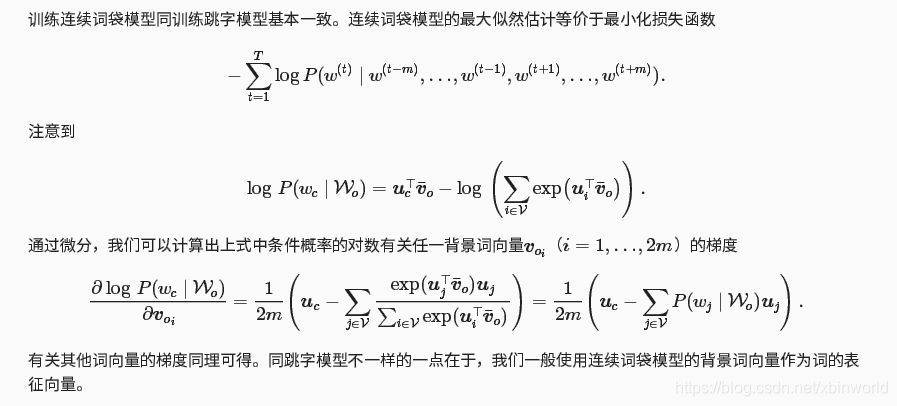 训练连续词袋模型同训练跳字模型基本一致。连续词袋模型的最大似然估计等价于最小化损失函数
$-\sum_{t=1}^{T} \log P(w^{(t)} \mid w^{(t-m)}, \ldots, w^{(t-1)}, w^{(t+1)}, \ldots, w^{(t+m)}).$
注意到
$\log P(w_c \mid \mathcal{W}_o) = \boldsymbol{u}_c^\top \bar{\boldsymbol{v}}_o - \log \left( \sum_{i \in \mathcal{V}} \exp(\boldsymbol{u}_i^\top \bar{\boldsymbol{v}}_o) \right).$
通过微分，我们可以计算出上式中条件概率的对数有关任一背景词向量$\boldsymbol{v}_{o_i}$（$i = 1, \ldots, 2m$）的梯度
$\frac{\partial \log P(w_c \mid \mathcal{W}_o)}{\partial \boldsymbol{v}_{o_i}} = \frac{1}{2m} \left( \boldsymbol{u}_c - \sum_{j \in \mathcal{V}} \frac{\exp(\boldsymbol{u}_j^\top \bar{\boldsymbol{v}}_o) \boldsymbol{u}_j}{\sum_{i \in \mathcal{V}} \exp(\boldsymbol{u}_i^\top \bar{\boldsymbol{v}}_o)} \right) = \frac{1}{2m} \left( \boldsymbol{u}_c - \sum_{j \in \mathcal{V}} P(w_j \mid \mathcal{W}_o) \boldsymbol{u}_j \right).$
有关其他词向量的梯度同理可得。同跳字模型不一样的一点在于，我们一般使用连续词袋模型的背景词向量作为词的表
征向量。
https://blog.csdn.net/xbinworld